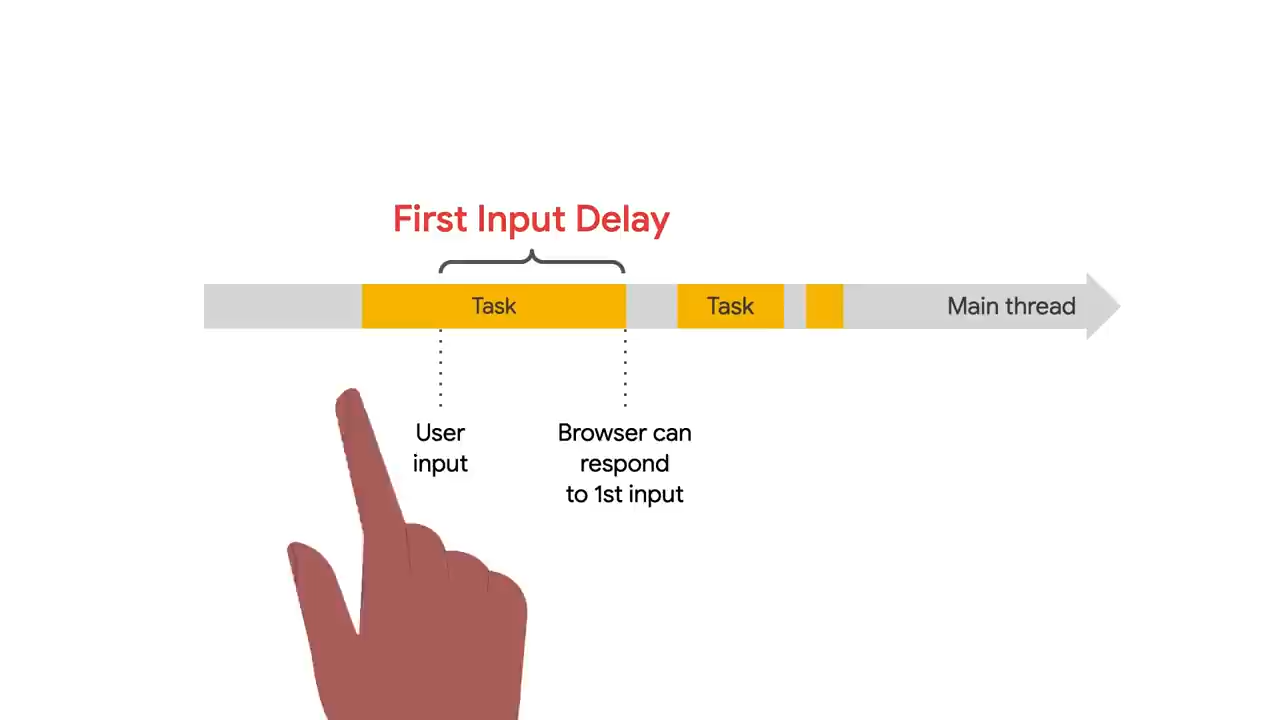 First Input Delay
Task
Task
Main thread
User
input
Browser can
respond
to 1st input